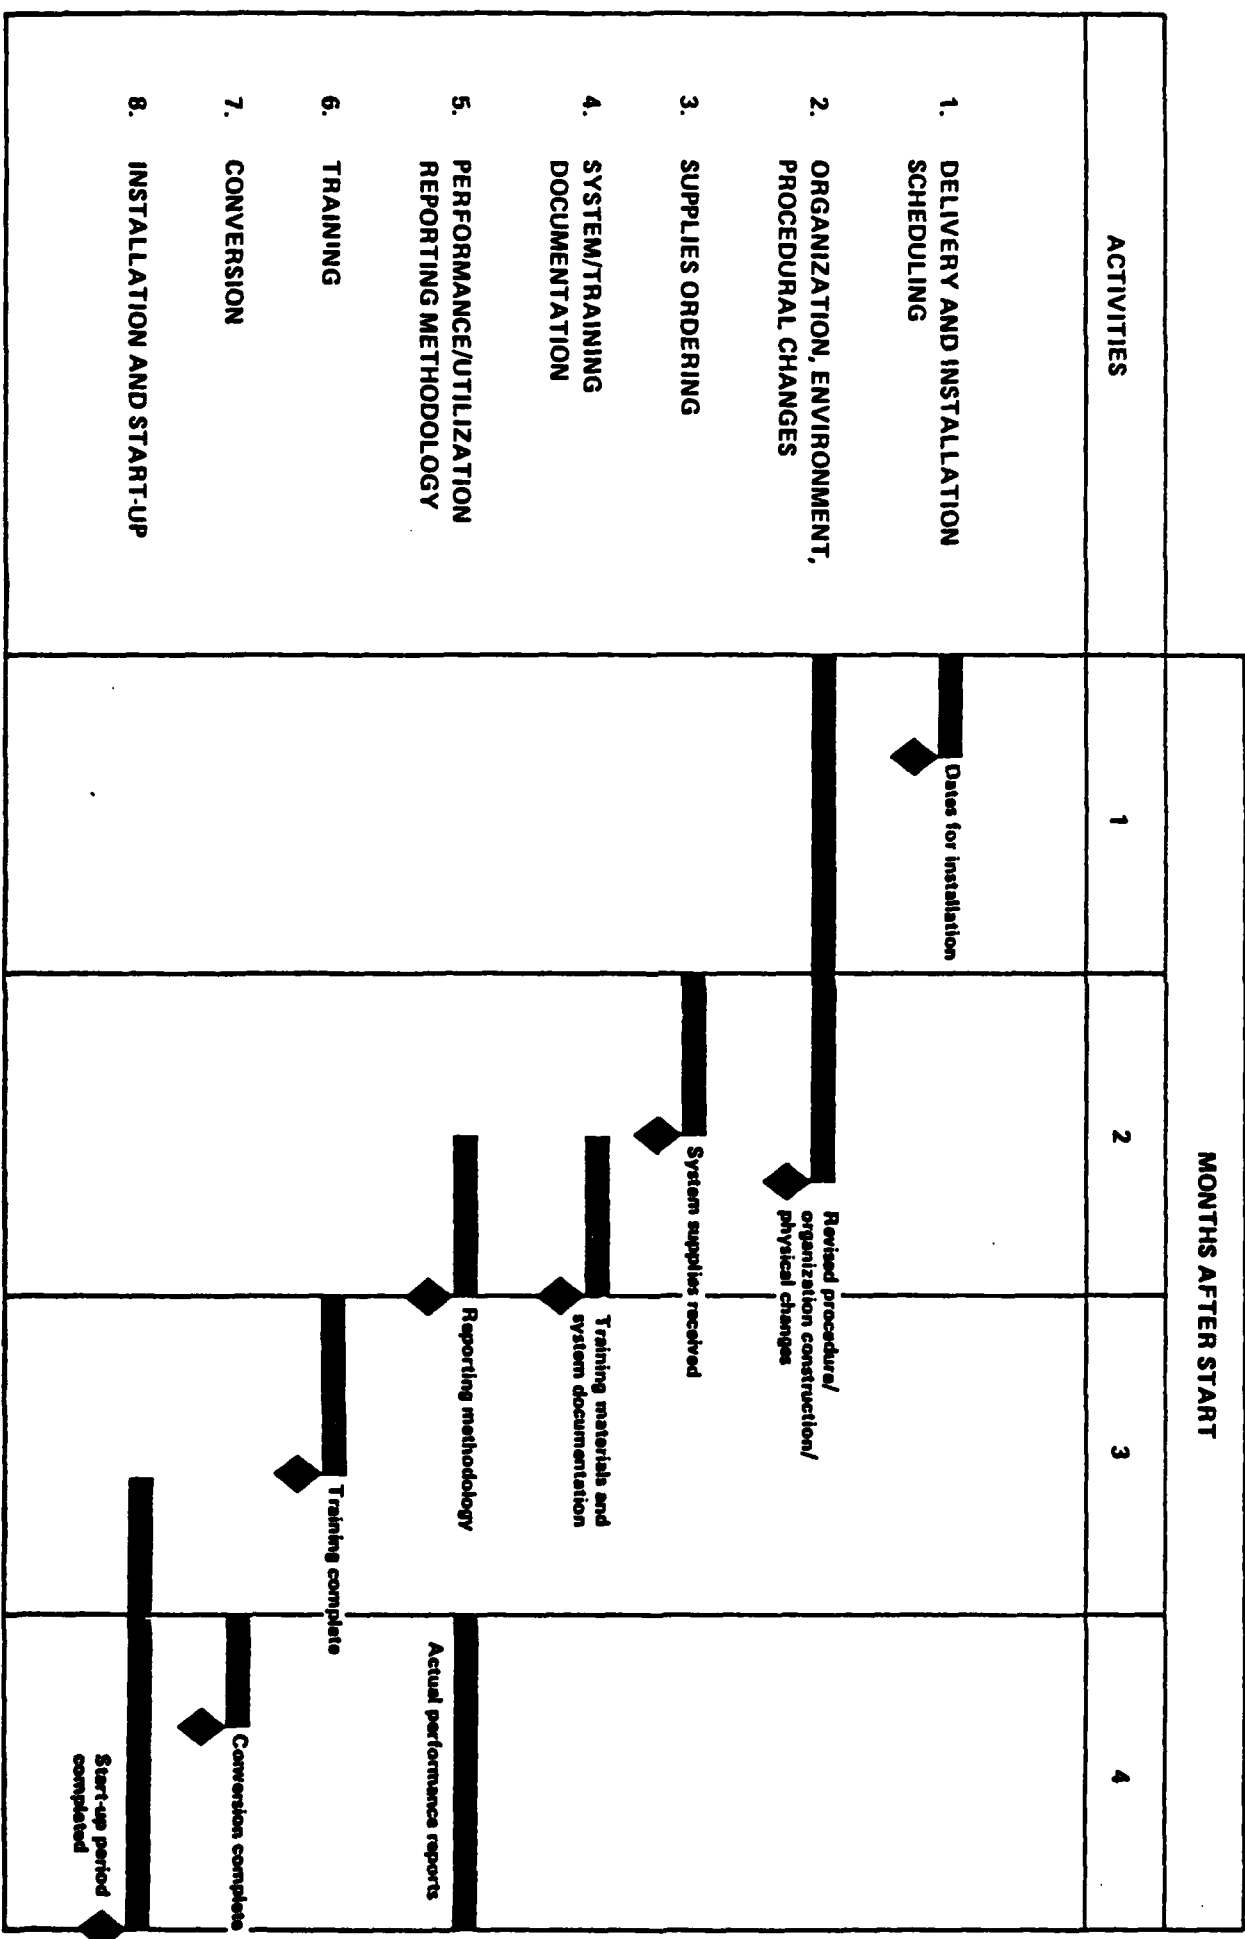 MONTHS AFTER START
ACTIVITIES
1
2
3
4
1. DELIVERY AND INSTALLATION
SCHEDULING
Dates for installation
2. ORGANIZATION, ENVIRONMENT,
PROCEDURAL CHANGES
Revised procedure/
organization construction/
physical changes
3. SUPPLIES ORDERING
System supplies received
4. SYSTEM/TRAINING
DOCUMENTATION
Training materials and
system documentation
5. PERFORMANCE/UTILIZATION
REPORTING METHODOLOGY
Reporting methodology
Actual performance reports
6. TRAINING
Training complete
7. CONVERSION
Conversion complete
8. INSTALLATION AND START-UP
Start-up period
completed